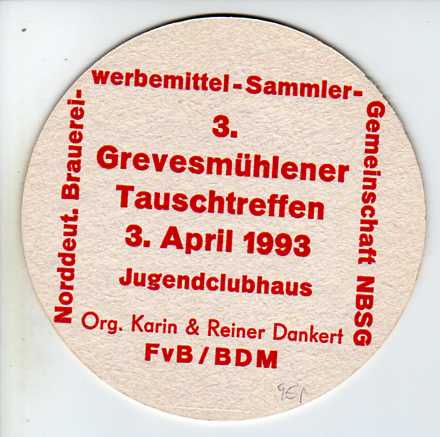 Norddeut. Brauerei-
werbemittel-Sammler-
Gemeinschaft NBSG
3.
Grevesmühlener
Tauschtreffen
3. April 1993
Jugendclubhaus
Org. Karin & Reiner Dankert
FvB/BDM